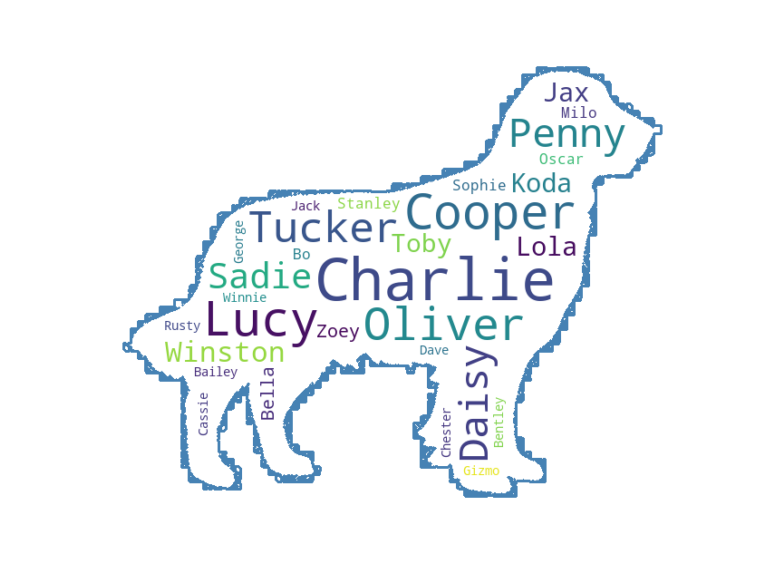 Jax
Milo
Penny
Oscar
Sophie
Koda
Jack
Stanley
Cooper
George
Tucker
Toby
Lola
Bo
Sadie
Charlie
Winnie
Rusty
Lucy
Zoey
Oliver
Winston
Dave
Bailey
Bella
Daisy
Cassie
Chester
Bentley
Gizmo